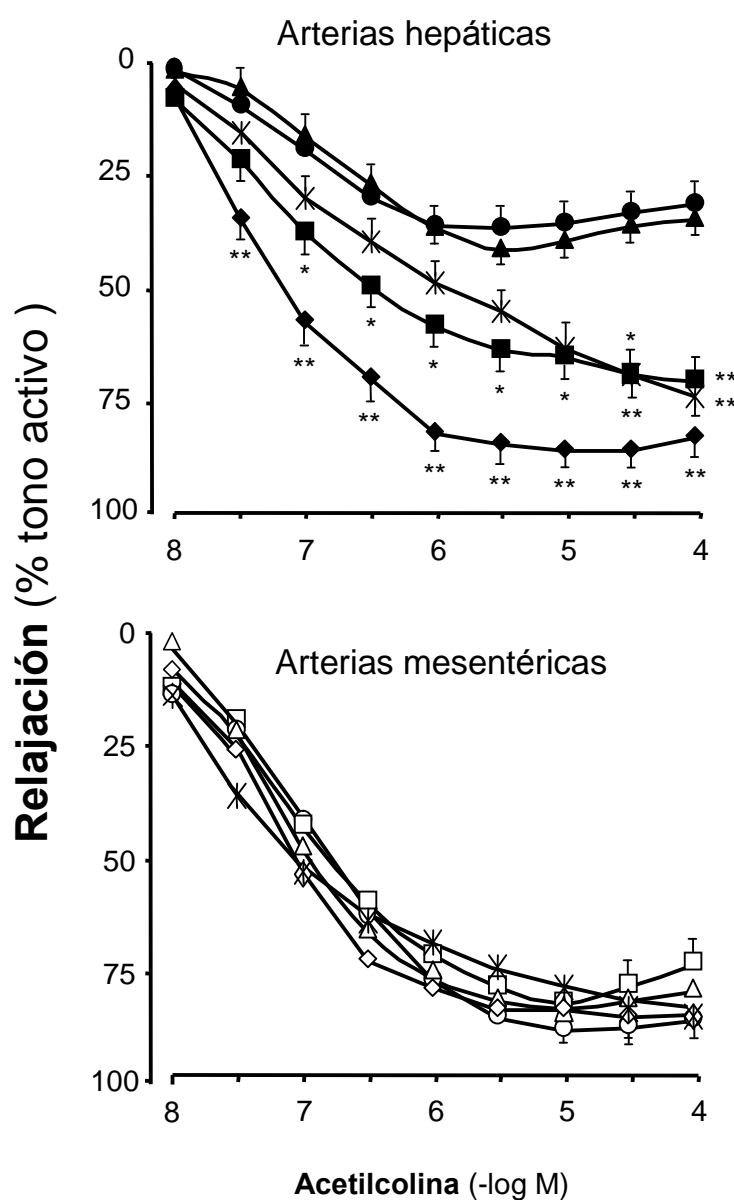 Arterias hepáticas
0
25
50
75
100
** * * * * * * **
** ** ** ** ** ** ** ** **
8 7 6 5 4
Relajación (% tono activo )
Arterias mesentéricas
0
25
50
75
100
8 7 6 5 4
Acetilcolina (-log M)